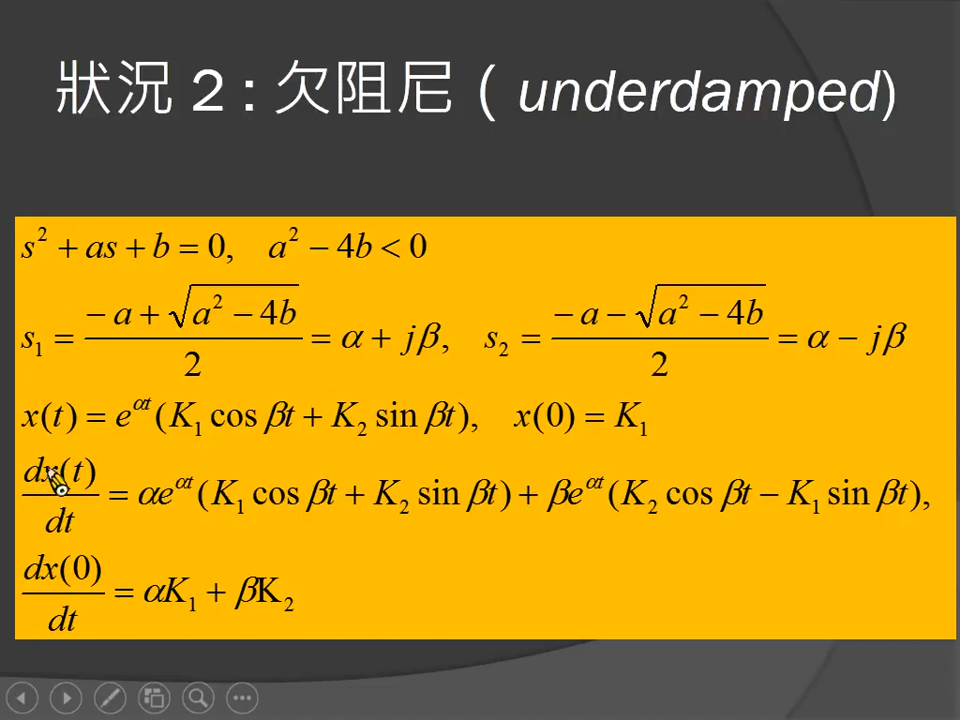 狀況 2 : 欠阻尼 ( underdamped)
s² + as + b = 0, a² − 4b < 0
s₁ = (− a + √(a² − 4b)) / 2 = α + jβ, s₂ = (− a − √(a² − 4b)) / 2 = α − jβ
x(t) = e^{αt} (K₁ cos βt + K₂ sin βt), x(0) = K₁
dx(t)/dt = αe^{αt} (K₁ cos βt + K₂ sin βt) + βe^{αt} (K₂ cos βt − K₁ sin βt),
dx(0)/dt = αK₁ + βK₂